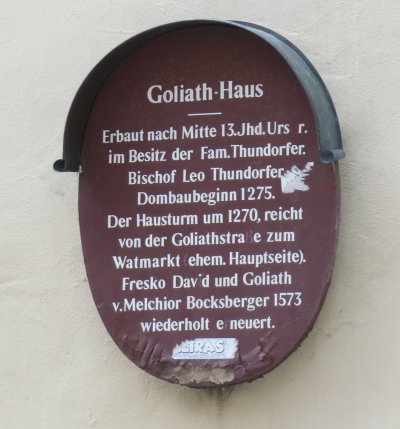 Goliath-Haus
Erbaut nach Mitte 13.Jhd.Urs r.
im Besitz der Fam.Thundorfer.
Bischof Leo Thundorfer
Dombaubeginn 1275.
Der Hausturm um 1270, reicht
von der Goliathstra e zum
Watmarkt (ehem. Hauptseite).
Fresko David und Goliath
v.Melchior Bocksberger 1573
wiederholt e neuert.